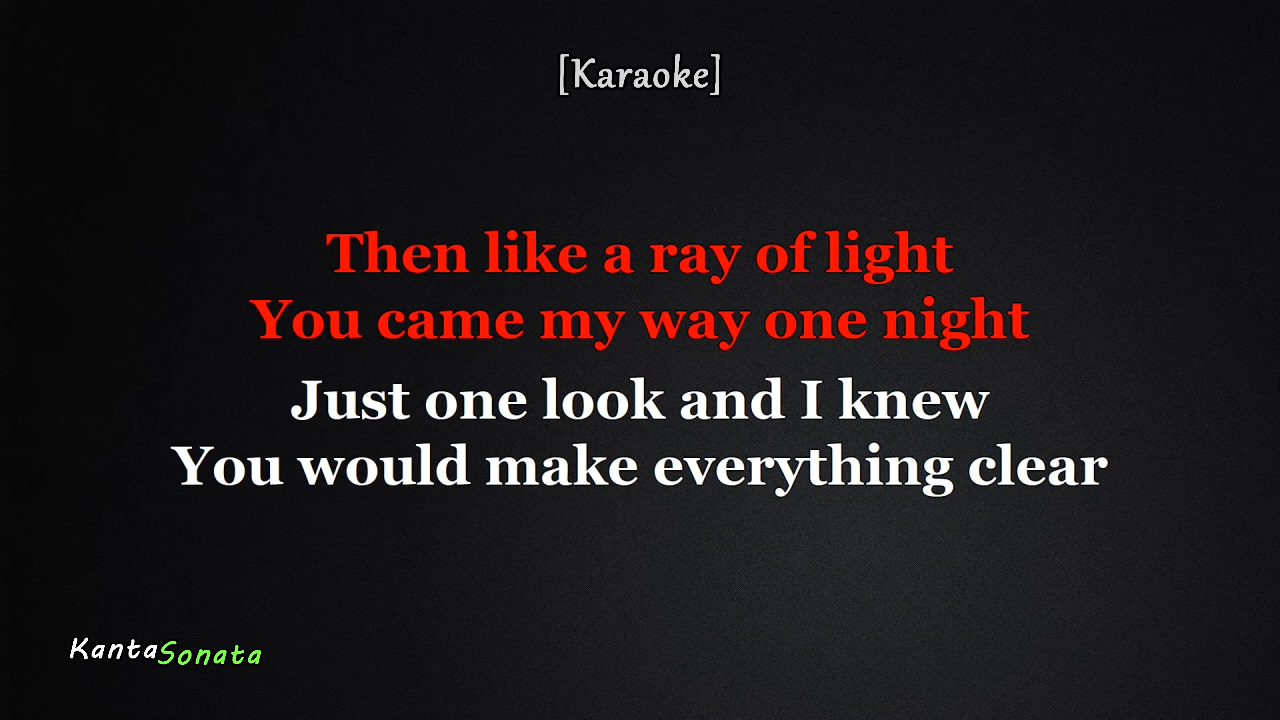 [Karaoke]
Then like a ray of light
You came my way one night
Just one look and I knew
You would make everything clear
KantaSonata